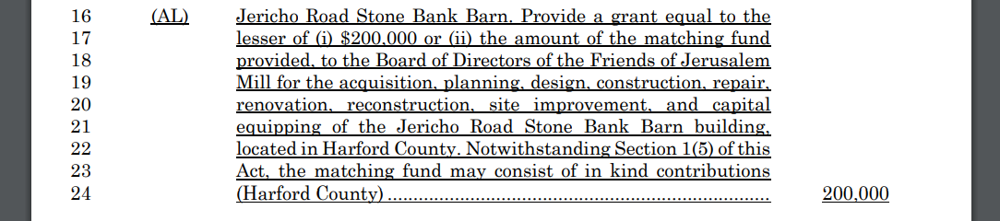 16 (AL) Jericho Road Stone Bank Barn. Provide a grant equal to the
17 lesser of (i) $200,000 or (ii) the amount of the matching fund
18 provided, to the Board of Directors of the Friends of Jerusalem
19 Mill for the acquisition, planning, design, construction, repair,
20 renovation, reconstruction, site improvement, and capital
21 equipping of the Jericho Road Stone Bank Barn building,
22 located in Harford County. Notwithstanding Section 1(5) of this
23 Act, the matching fund may consist of in kind contributions
24 (Harford County) ........................................................................... 200,000